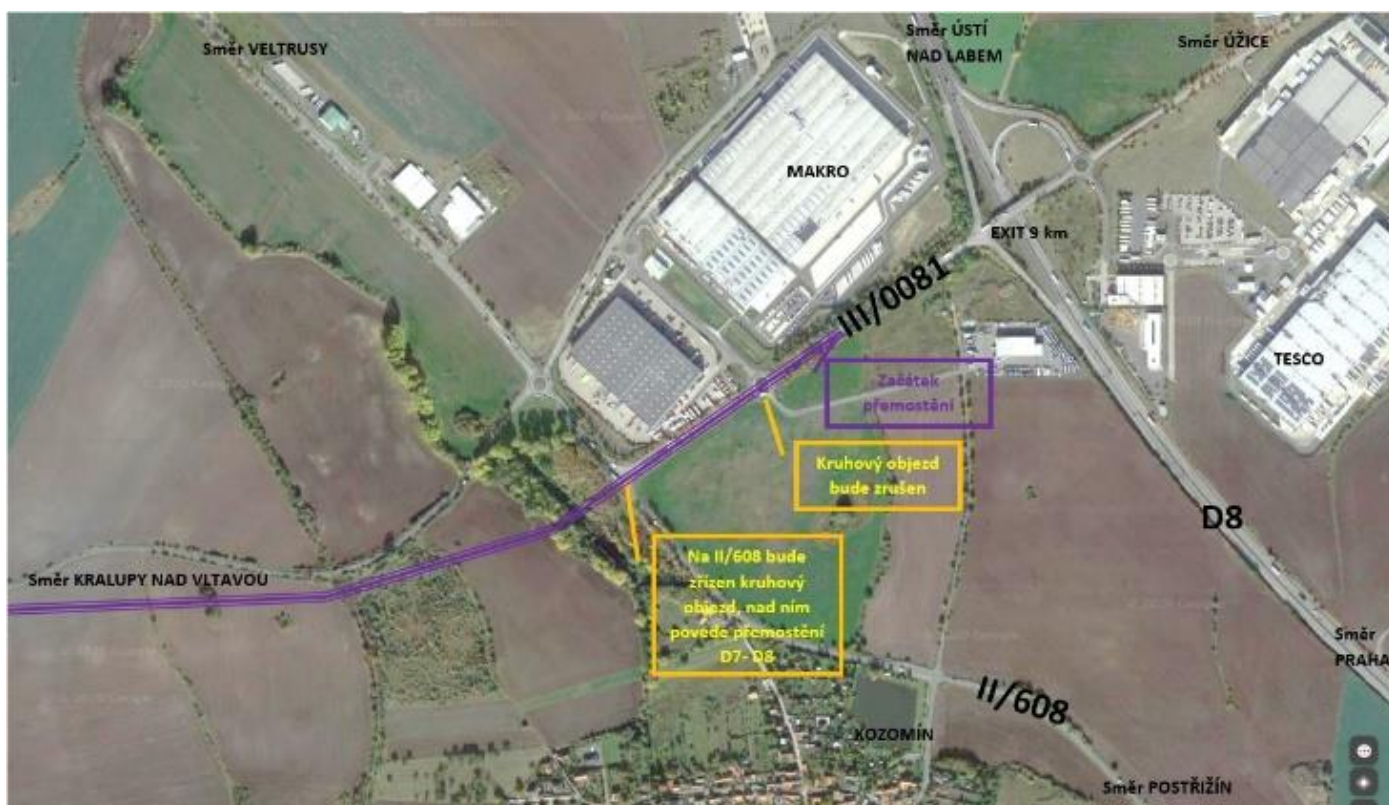 Směr VELTRUSY
Směr ÚSTÍ
NAD LABEM
Směr ÚŽICE
MAKRO
EXIT 9 km
III/0081
TESCO
Začátek
přemostění
Kruhový objezd
bude zrušen
D8
Na II/608 bude
zřízen kruhový
objezd, nad ním
povede přemostění
D7- D8
Směr KRALUPY NAD VLTAVOU
Směr
PRAHA
II/608
KOZOMÍN
Směr POSTŘIŽÍN